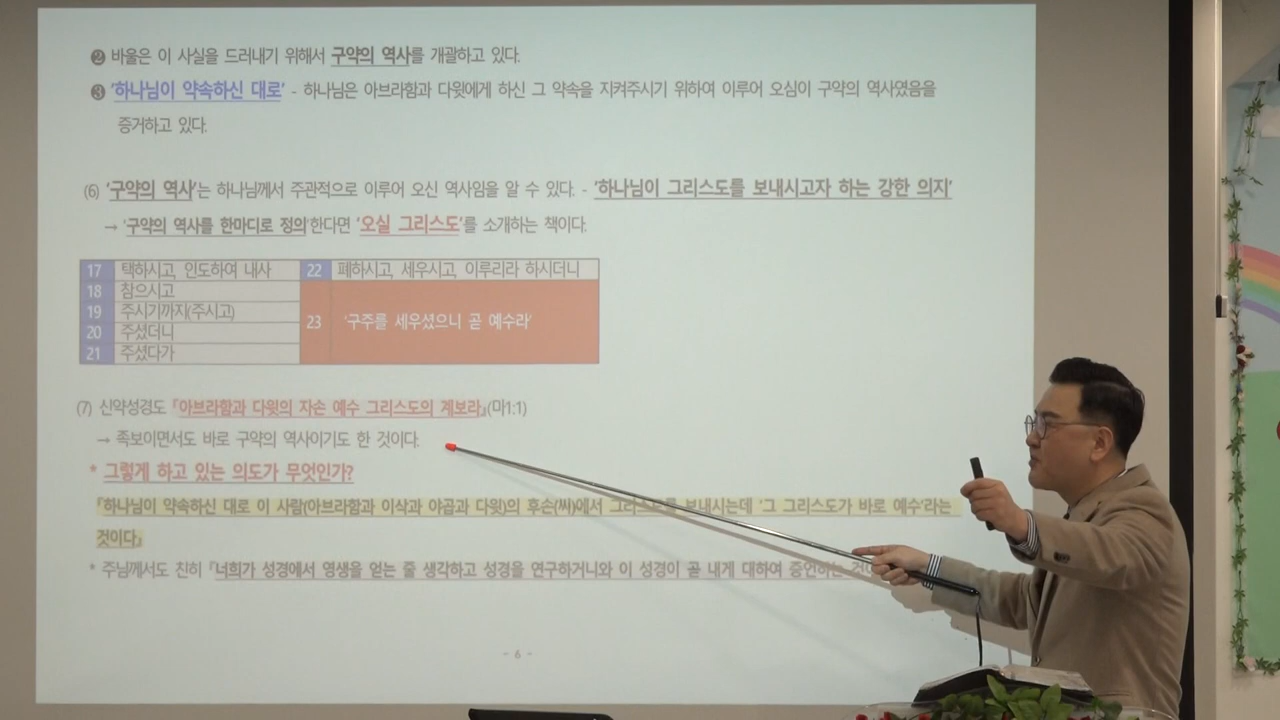 ❷ 바울은 이 사실을 드러내기 위해서 구약의 역사를 개괄하고 있다.
❸ '하나님이 약속하신 대로' - 하나님은 아브라함과 다윗에게 하신 그 약속을 지켜주시기 위하여 이루어 오심이 구약의 역사였음을
증거하고 있다.
(6) '구약의 역사'는 하나님께서 주관적으로 이루어 오신 역사임을 알 수 있다. - '하나님이 그리스도를 보내시고자 하는 강한 의지'
→ '구약의 역사를 한마디로 정의'한다면 '오실 그리스도'를 소개하는 책이다.
17 택하시고, 인도하여 내사 22 폐하시고, 세우시고, 이루리라 하시더니
18 참으시고
19 주시기까지(주시고)
23 '구주를 세우셨으니 곧 예수라'
20 주셨더니
21 주셨다가
(7) 신약성경도 『아브라함과 다윗의 자손 예수 그리스도의 계보라』(마1:1)
→ 족보이면서도 바로 구약의 역사이기도 한 것이다.
* 그렇게 하고 있는 의도가 무엇인가?
『하나님이 약속하신 대로 이 사람(아브라함과 이삭과 야곱과 다윗)의 후손(씨)에서 그리스도를 보내시는데 '그 그리스도가 바로 예수'라는
것이다』
* 주님께서도 친히 『너희가 성경에서 영생을 얻는 줄 생각하고 성경을 연구하거니와 이 성경이 곧 내게 대하여 증언하는
- 6 -